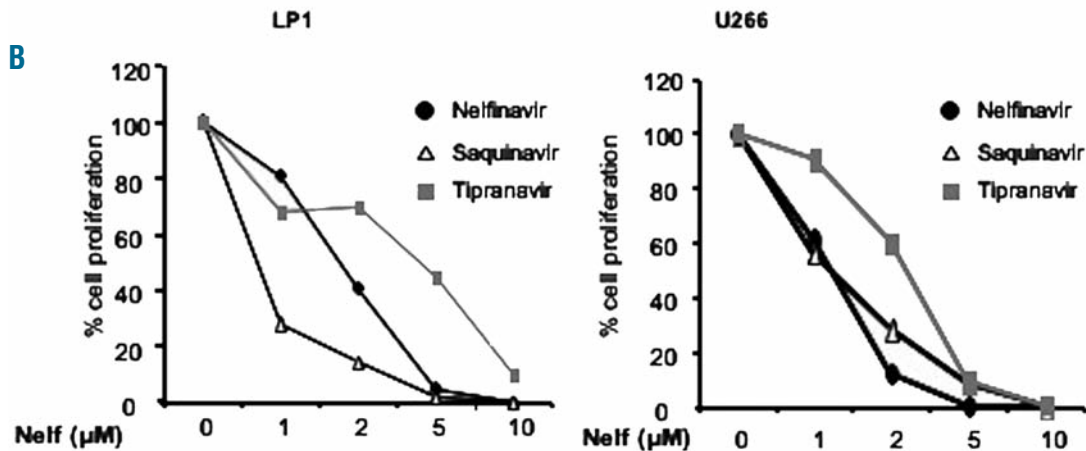 LP1
U266
B
120
100
80
60
40
20
0
% cell proliferation
Nelfinavir
Saquinavir
Tipranavir
Nelf (µM) 0 1 2 5 10
120
100
80
60
40
20
0
% cell proliferation
Nelfinavir
Saquinavir
Tipranavir
Nelf (µM) 0 1 2 5 10